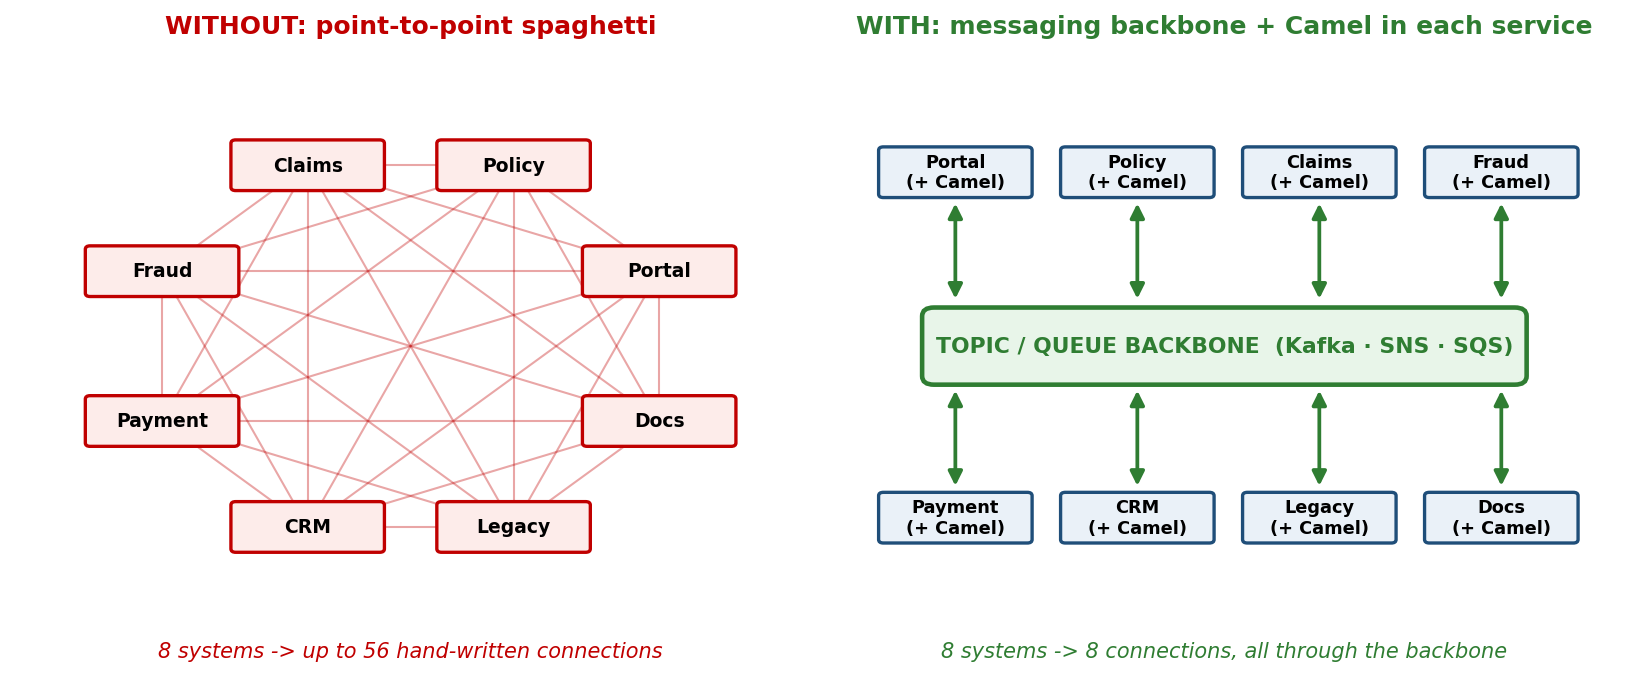 WITHOUT: point-to-point spaghetti
Claims
Policy
Fraud
Portal
Payment
Docs
CRM
Legacy
8 systems -> up to 56 hand-written connections
WITH: messaging backbone + Camel in each service
Portal
(+ Camel)
Policy
(+ Camel)
Claims
(+ Camel)
Fraud
(+ Camel)
TOPIC / QUEUE BACKBONE  (Kafka · SNS · SQS)
Payment
(+ Camel)
CRM
(+ Camel)
Legacy
(+ Camel)
Docs
(+ Camel)
8 systems -> 8 connections, all through the backbone